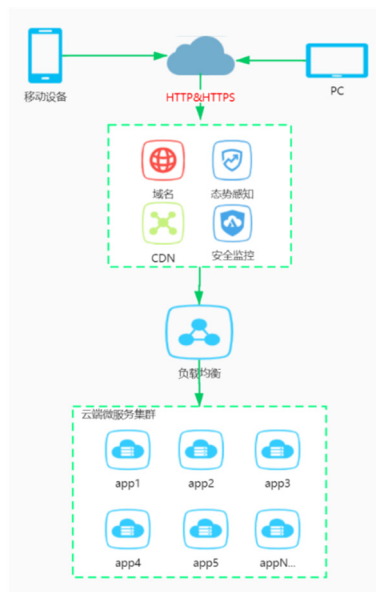 移动设备
PC
HTTP&HTTPS
域名
态势感知
CDN
安全监控
负载均衡
云端微服务集群
app1
app2
app3
app4
app5
appN...